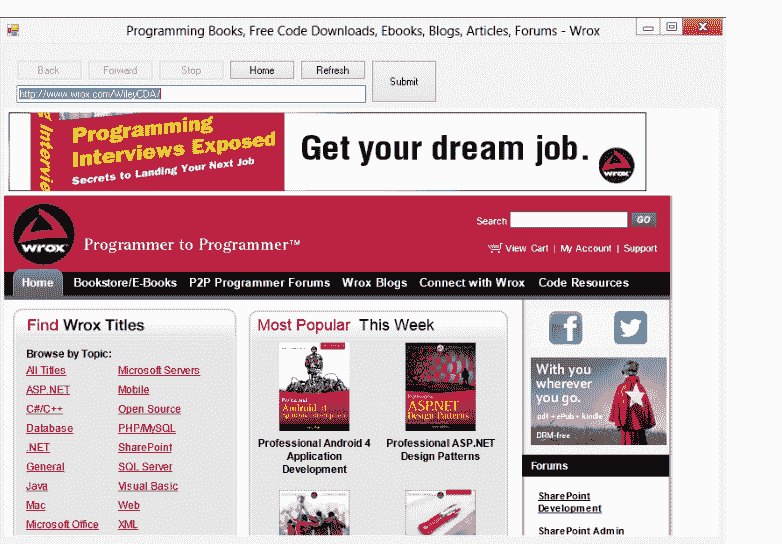 Programming Books, Free Code Downloads, Ebooks, Blogs, Articles, Forums - Wrox
Back Forward Stop Home Refresh Submit
http://www.wrox.com/WileyCDA/
Programming
Interviews Exposed
Secrets to Landing Your Next Job
Get your dream job.
WROX
Search GO
wrox Programmer to Programmer™
View Cart | My Account | Support
Home Bookstore/E-Books P2P Programmer Forums Wrox Blogs Connect with Wrox Code Resources
Find Wrox Titles
Browse by Topic:
All Titles Microsoft Servers
ASP.NET Mobile
C#/C++ Open Source
Database PHP/MySQL
.NET SharePoint
General SQL Server
Java Visual Basic
Mac Web
Microsoft Office XML
Most Popular This Week
Android 4
ASP.NET
Design Patterns
Professional Android 4
Application
Development
Professional ASP.NET
Design Patterns
With you
wherever
you go.
pdf + ePub + kindle
DRM-free
Forums
SharePoint
Development
SharePoint Admin